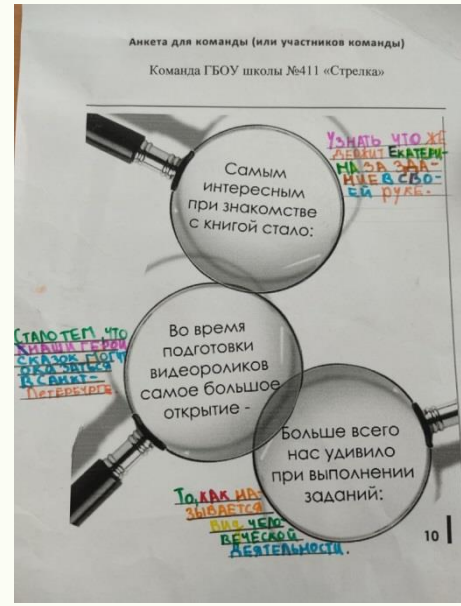 Анкета для команды (или участников команды)
Команда ГБОУ школы №411 «Стрелка»
Самым
интересным
при знакомстве
с книгой стало:
УЗНАТЬ ЧТО ЖЕ
ДЕРЖИТ ЕКАТЕРИ-
НА ЗА ЗДА-
НИЕ В СВО-
ЕЙ РУКЕ.
Во время
подготовки
видеороликов
самое большое
открытие -
СТАЛО ТЕМ, ЧТО
НАШИ ГЕРОИ
СКАЗОК МОГУТ
ОКАЗАТЬСЯ
В САНКТ-
ПЕТЕРБУРГЕ.
Больше всего
нас удивило
при выполнении
заданий:
ТО, КАК НА-
ЗЫВАЕТСЯ
ВИД ЧЕЛО-
ВЕЧЕСКОЙ
ДЕЯТЕЛЬНОСТИ.
10